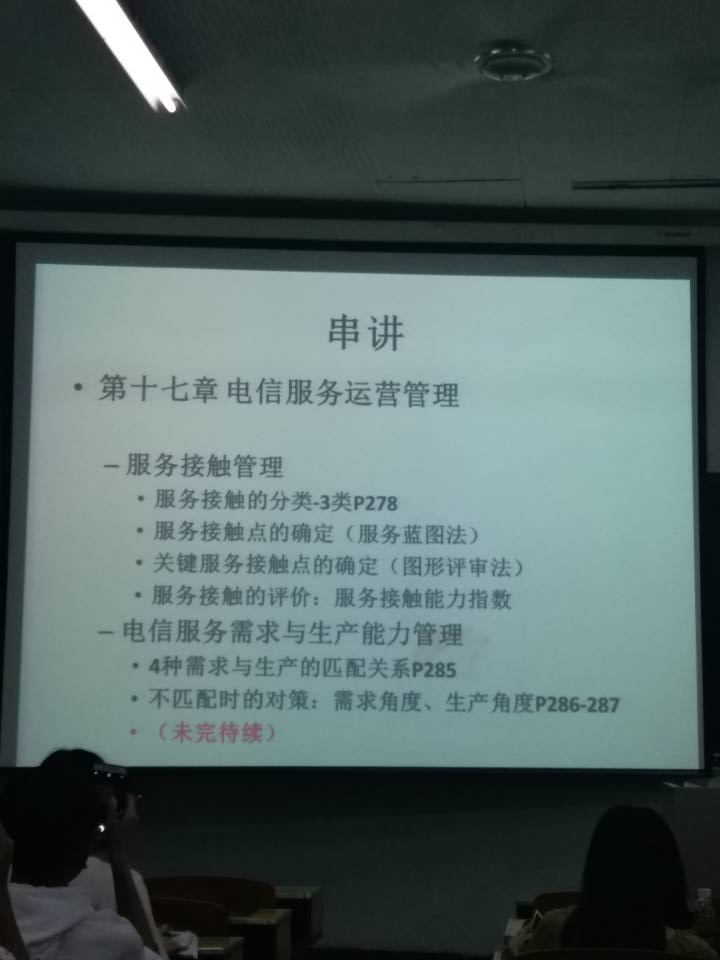 串讲
• 第十七章 电信服务运营管理
– 服务接触管理
• 服务接触的分类-3类P278
• 服务接触点的确定（服务蓝图法）
• 关键服务接触点的确定（图形评审法）
• 服务接触的评价：服务接触能力指数
– 电信服务需求与生产能力管理
• 4种需求与生产的匹配关系P285
• 不匹配时的对策：需求角度、生产角度P286-287
• （未完待续）